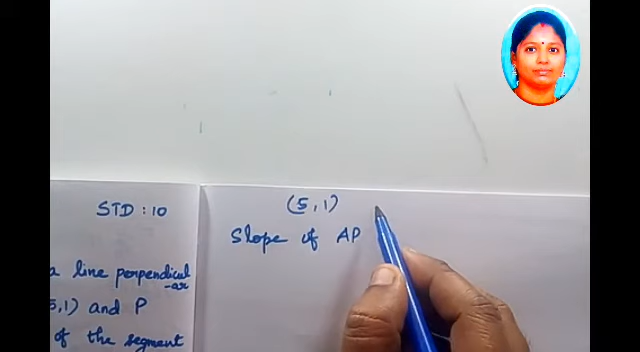 STD : 10
a line perpendicul
-ar
5,1) and P
of the segment
(5,1)
Slope of AP